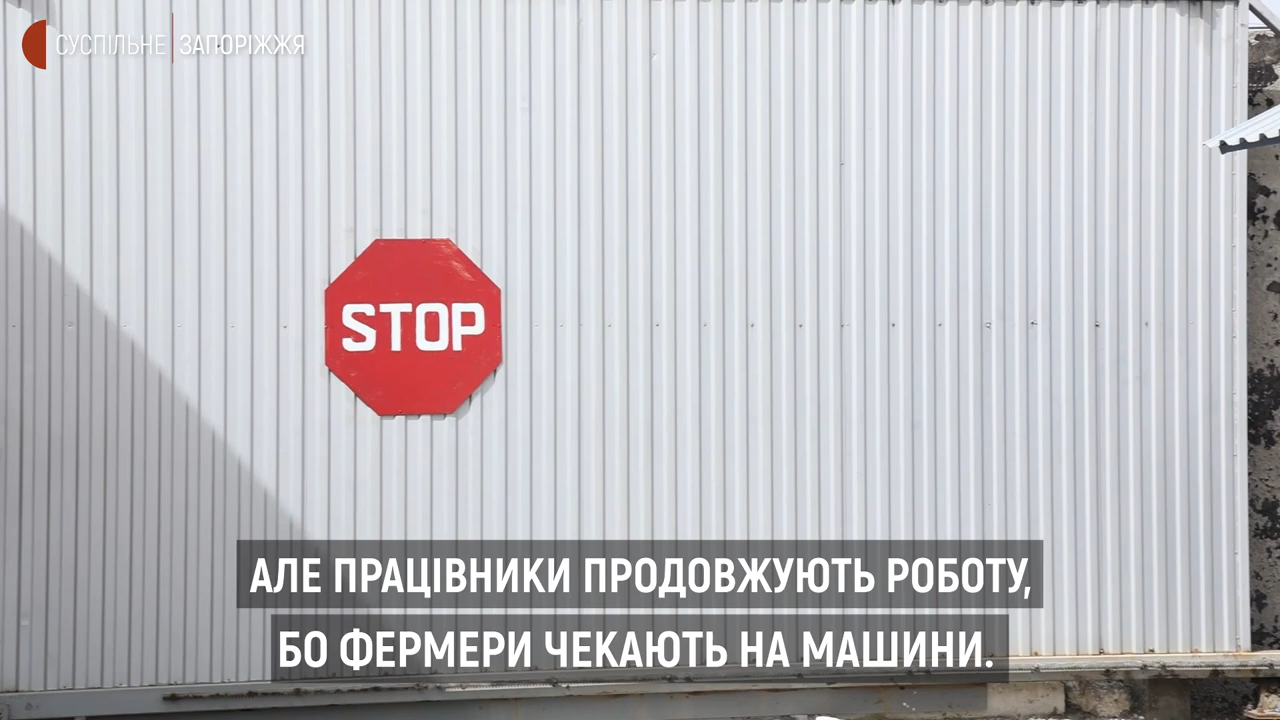 СУСПІЛЬНЕ | ЗАПОРІЖЖЯ
STOP
АЛЕ ПРАЦІВНИКИ ПРОДОВЖУЮТЬ РОБОТУ,
БО ФЕРМЕРИ ЧЕКАЮТЬ НА МАШИНИ.